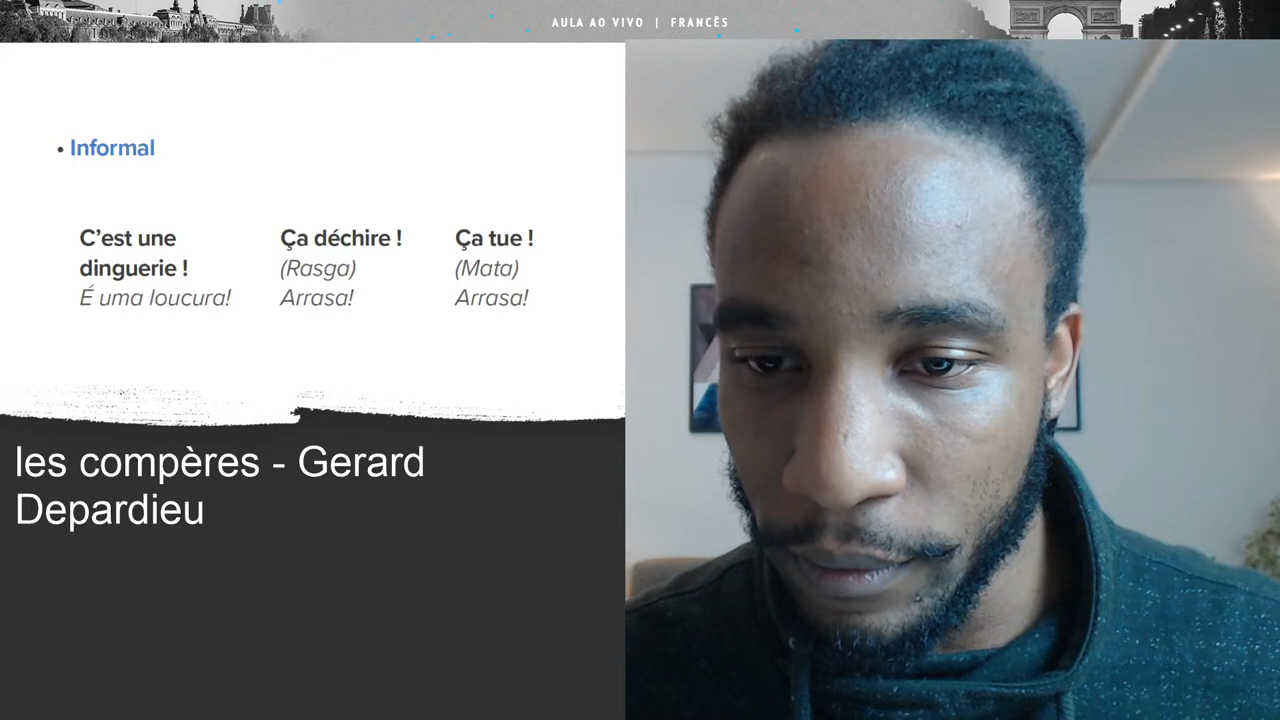 AULA AO VIVO | FRANCÊS
• Informal
C'est une
dinguerie !
É uma loucura!
Ça déchire !
(Rasga)
Arrasa!
Ça tue !
(Mata)
Arrasa!
les compères - Gerard
Depardieu